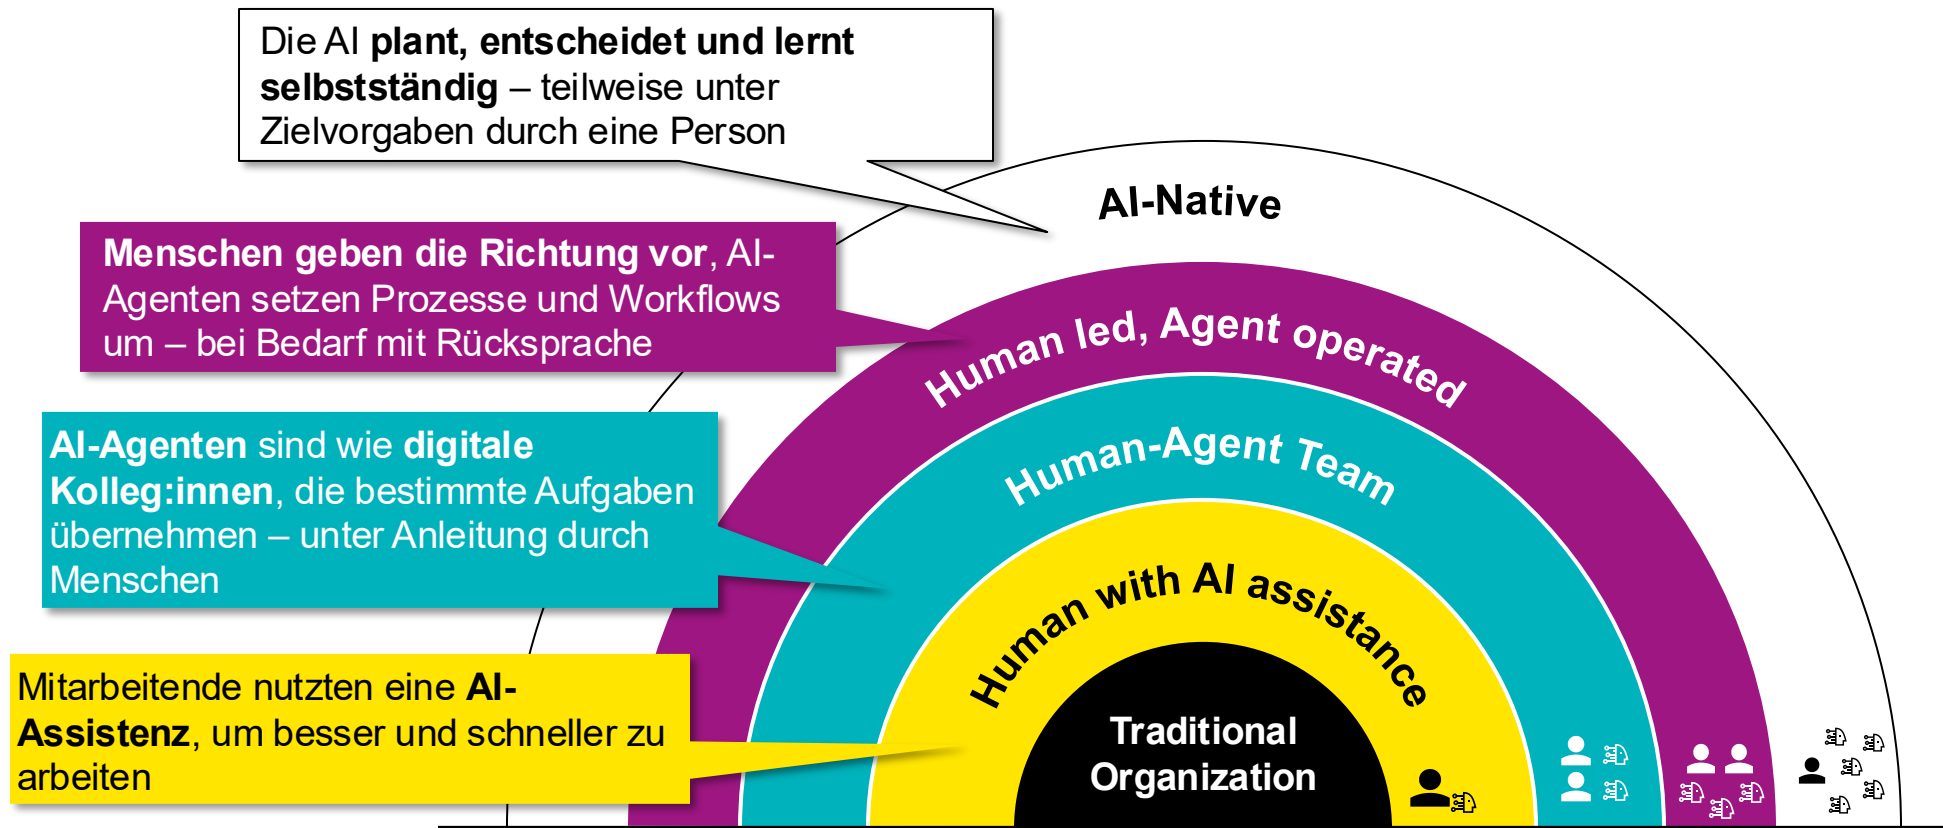 Die AI plant, entscheidet und lernt
selbstständig – teilweise unter
Zielvorgaben durch eine Person
AI-Native
Menschen geben die Richtung vor, AI-
Agenten setzen Prozesse und Workflows
um – bei Bedarf mit Rücksprache
Human led, Agent operated
AI-Agenten sind wie digitale
Kolleg:innen, die bestimmte Aufgaben
übernehmen – unter Anleitung durch
Menschen
Human-Agent Team
Mitarbeitende nutzten eine AI-
Assistenz, um besser und schneller zu
arbeiten
Human with AI assistance
Traditional
Organization